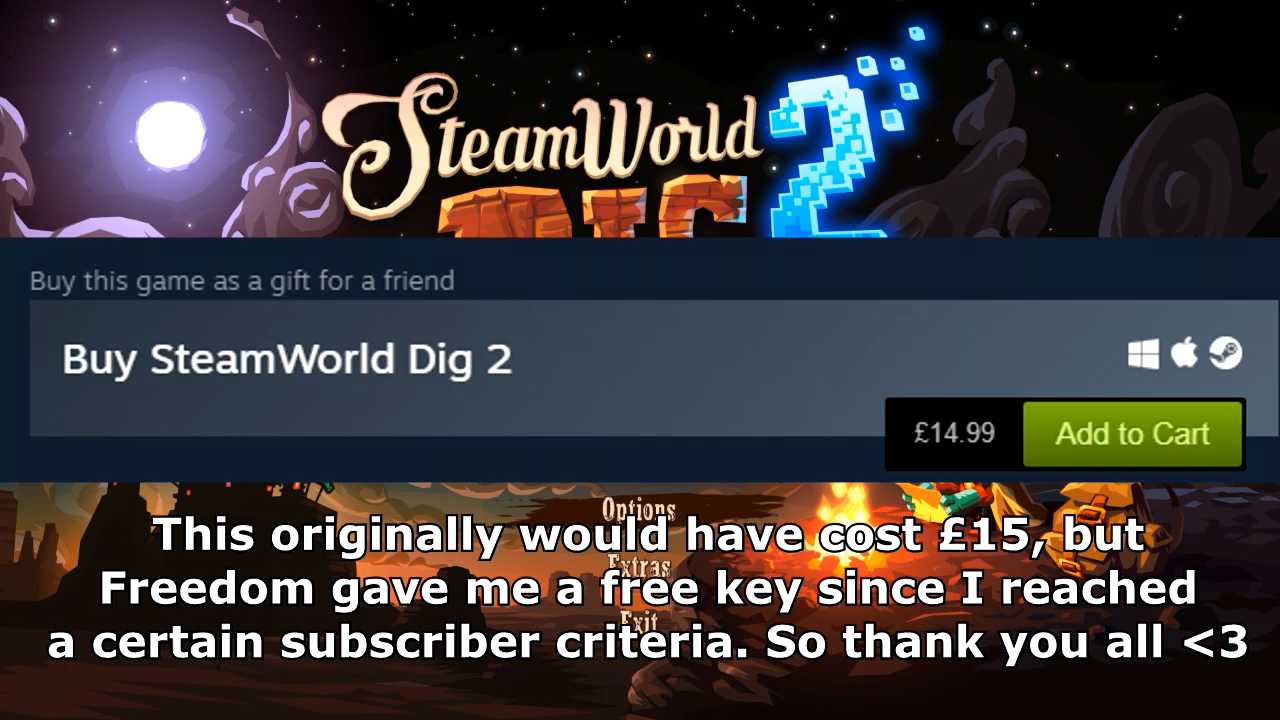 SteamWorld
DIG 2
Buy this game as a gift for a friend
Buy SteamWorld Dig 2
£14.99
Add to Cart
Options
This originally would have cost £15, but
Extras
Freedom gave me a free key since I reached
Exit
a certain subscriber criteria. So thank you all <3